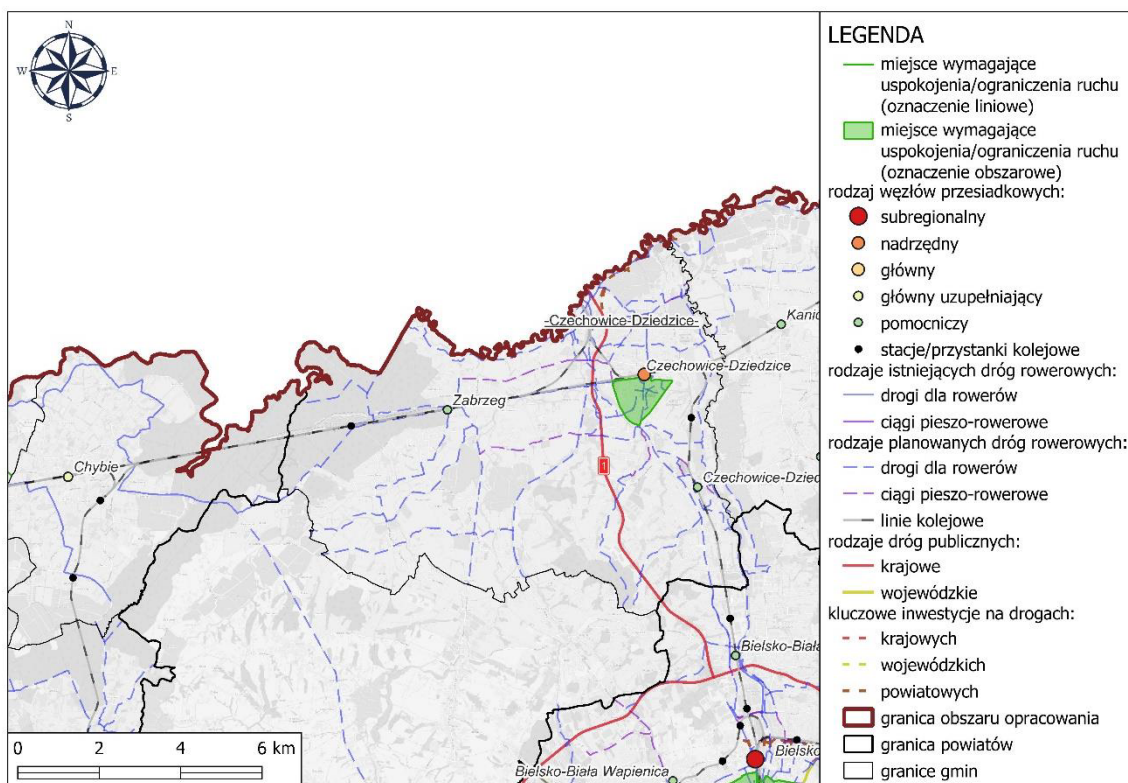 N
W
E
S
-Czechowice-Dziedzice-
Kanio
Czechowice-Dziedzice
Zabrzeg
Chybie
1
Czechowice-Dzied
Bielsko-Biała
Bielsko
Bielsko-Biała Wapienica
0 2 4 6 km
LEGENDA
miejsce wymagające
uspokojenia/ograniczenia ruchu
(oznaczenie liniowe)
miejsce wymagające
uspokojenia/ograniczenia ruchu
(oznaczenie obszarowe)
rodzaj węzłów przesiadkowych:
subregionalny
nadrzędny
główny
główny uzupełniający
pomocniczy
stacje/przystanki kolejowe
rodzaje istniejących dróg rowerowych:
drogi dla rowerów
ciągi pieszo-rowerowe
rodzaje planowanych dróg rowerowych:
drogi dla rowerów
ciągi pieszo-rowerowe
linie kolejowe
rodzaje dróg publicznych:
krajowe
wojewódzkie
kluczowe inwestycje na drogach:
krajowych
wojewódzkich
powiatowych
granica obszaru opracowania
granica powiatów
granice gmin